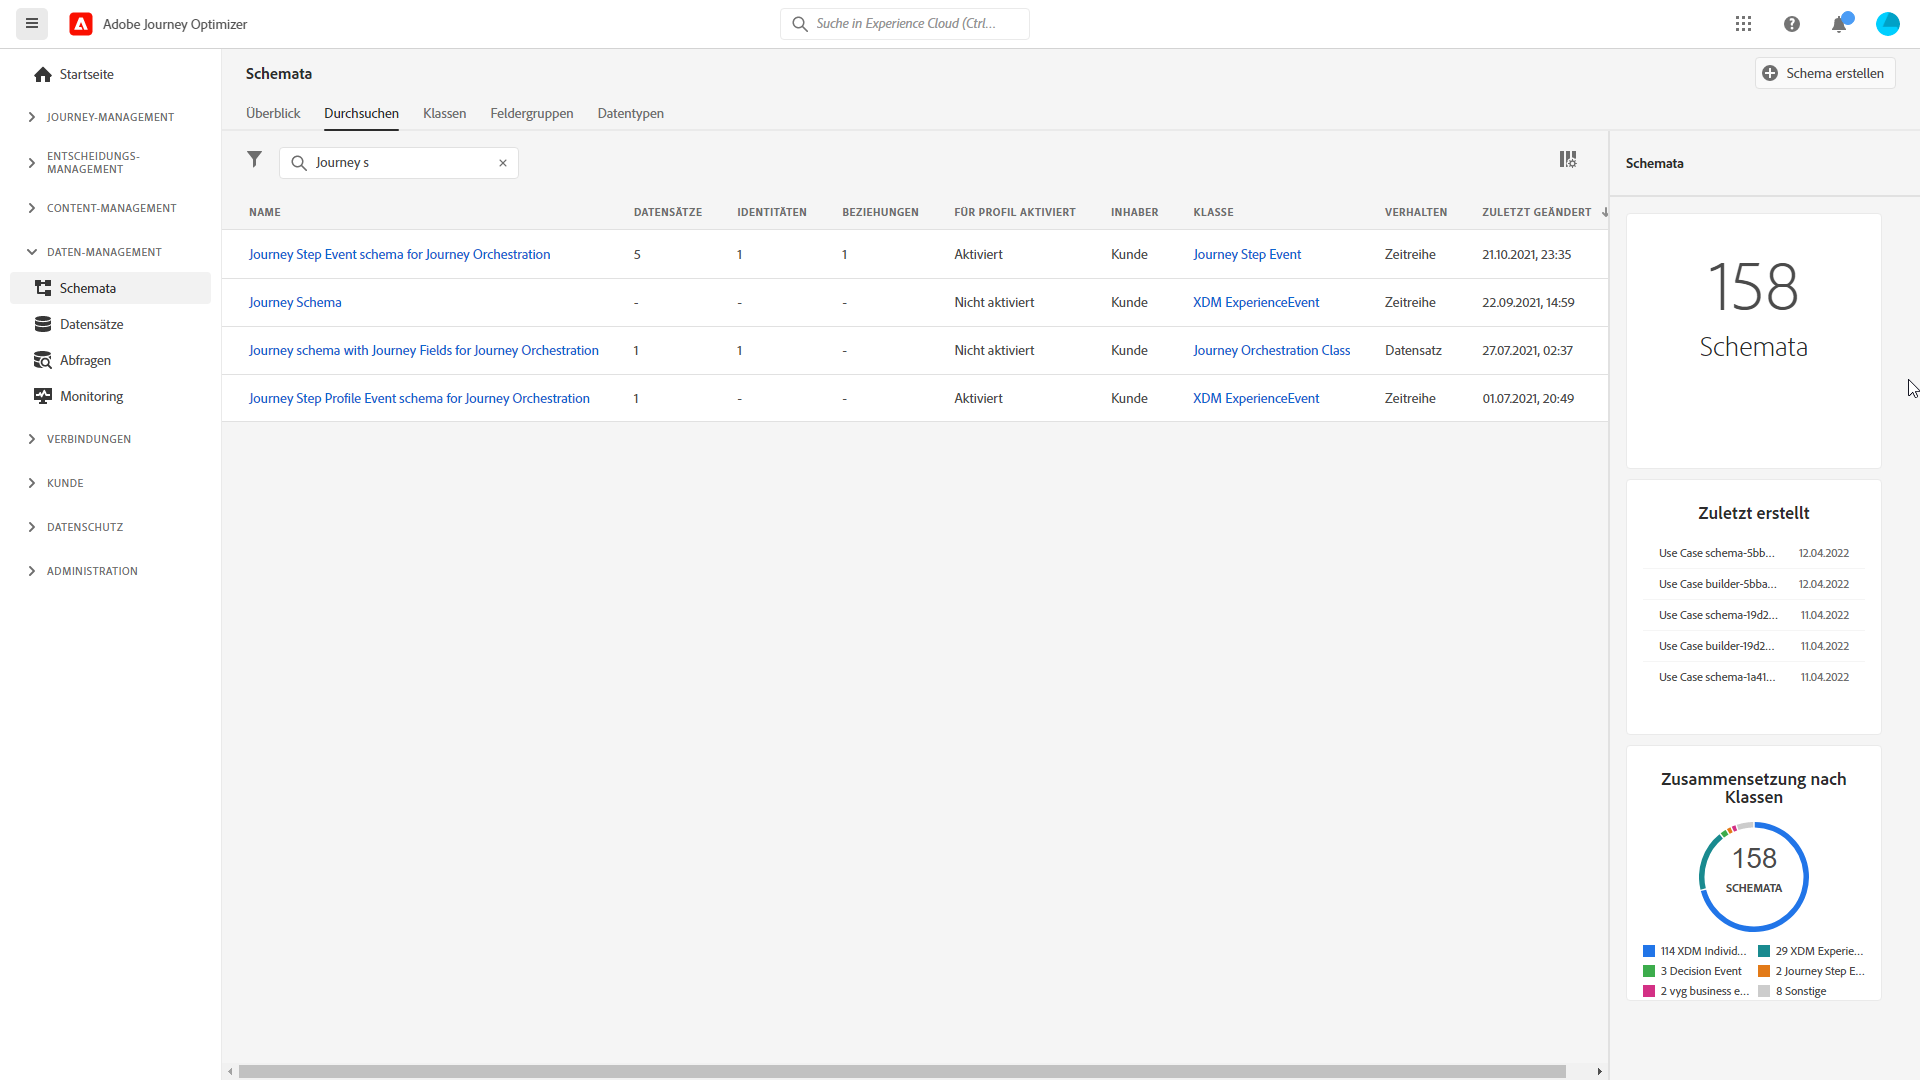 Adobe Journey Optimizer
Suche in Experience Cloud (Ctrl...
Startseite
JOURNEY-MANAGEMENT
ENTSCHEIDUNGS-
MANAGEMENT
CONTENT-MANAGEMENT
DATEN-MANAGEMENT
Schemata
Datensätze
Abfragen
Monitoring
VERBINDUNGEN
KUNDE
DATENSCHUTZ
ADMINISTRATION
Schemata
Schema erstellen
Überblick Durchsuchen Klassen Feldergruppen Datentypen
Journey s
NAME DATENSÄTZE IDENTITÄTEN BEZIEHUNGEN FÜR PROFIL AKTIVIERT INHABER KLASSE VERHALTEN ZULETZT GEÄNDERT
Journey Step Event schema for Journey Orchestration 5 1 1 Aktiviert Kunde Journey Step Event Zeitreihe 21.10.2021, 23:35
Journey Schema - - - Nicht aktiviert Kunde XDM ExperienceEvent Zeitreihe 22.09.2021, 14:59
Journey schema with Journey Fields for Journey Orchestration 1 1 - Nicht aktiviert Kunde Journey Orchestration Class Datensatz 27.07.2021, 02:37
Journey Step Profile Event schema for Journey Orchestration 1 - - Aktiviert Kunde XDM ExperienceEvent Zeitreihe 01.07.2021, 20:49
Schemata
158
Schemata
Zuletzt erstellt
Use Case schema-5bb... 12.04.2022
Use Case builder-5bba... 12.04.2022
Use Case schema-19d2... 11.04.2022
Use Case builder-19d2... 11.04.2022
Use Case schema-1a41... 11.04.2022
Zusammensetzung nach
Klassen
158
SCHEMATA
114 XDM Individ... 29 XDM Experie...
3 Decision Event 2 Journey Step E...
2 vyg business e... 8 Sonstige